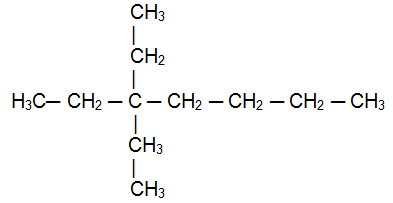 CH₃
CH₂
H₃C – CH₂ – C – CH₂ – CH₂ – CH₂ – CH₃
CH₃
CH₃